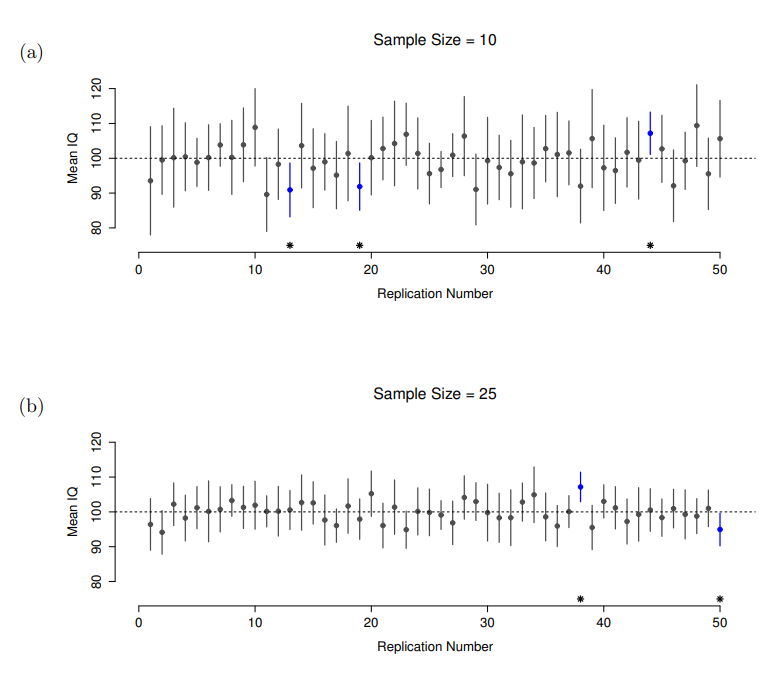 (a)
Sample Size = 10
Mean IQ
120
110
100
90
80
* * *
0 10 20 30 40 50
Replication Number
(b)
Sample Size = 25
Mean IQ
120
110
100
90
80
* *
0 10 20 30 40 50
Replication Number